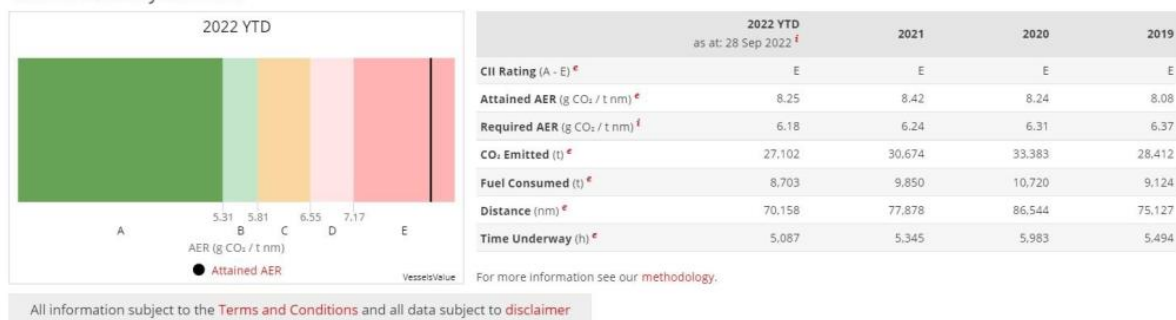 2022 YTD
5.31 5.81 6.55 7.17
A B C D E
AER (g CO₂ / t nm)
Attained AER
VesselsValue
2022 YTD 2021 2020 2019
as at: 28 Sep 2022 i
CII Rating (A - E) e E E E E
Attained AER (g CO₂ / t nm) e 8.25 8.42 8.24 8.08
Required AER (g CO₂ / t nm) i 6.18 6.24 6.31 6.37
CO₂ Emitted (t) e 27,102 30,674 33,383 28,412
Fuel Consumed (t) e 8,703 9,850 10,720 9,124
Distance (nm) e 70,158 77,878 86,544 75,127
Time Underway (h) e 5,087 5,345 5,983 5,494
For more information see our methodology.
All information subject to the Terms and Conditions and all data subject to disclaimer